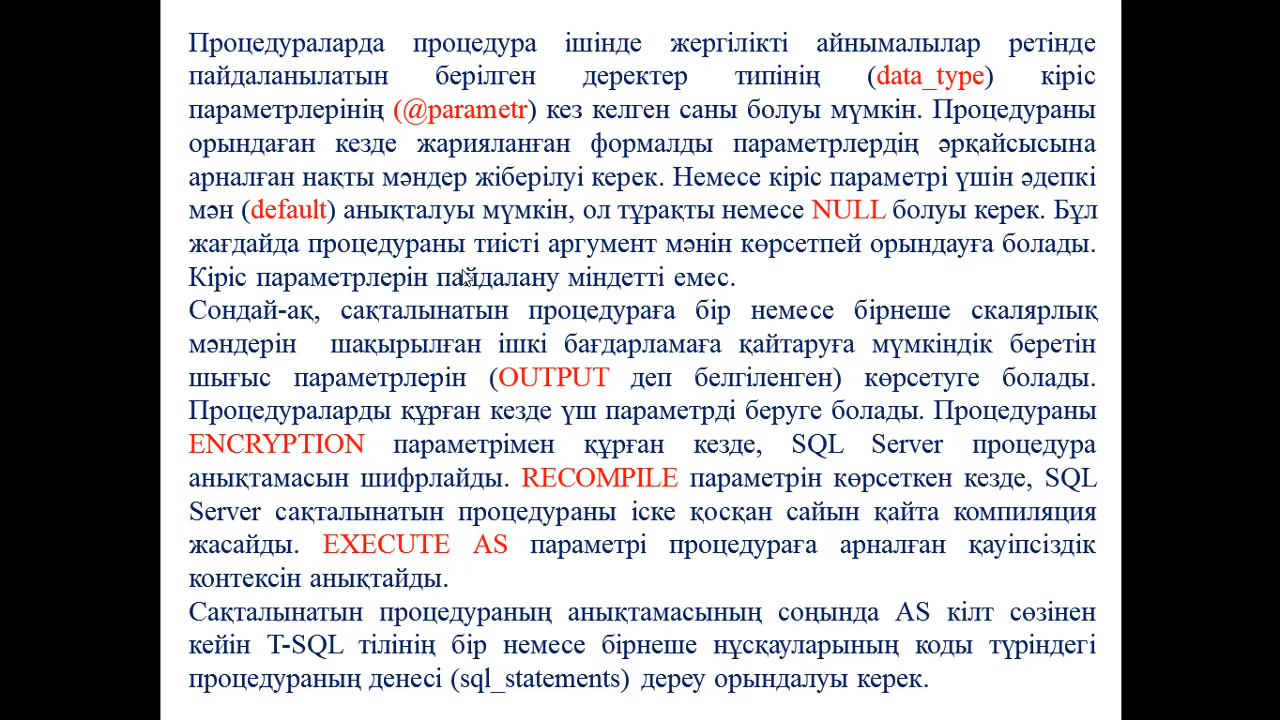 Процедураларда процедура ішінде жергілікті айнымалылар ретінде
пайдаланылатын берілген деректер типінің (data_type) кіріс
параметрлерінің (@parametr) кез келген саны болуы мүмкін. Процедураны
орындаған кезде жарияланған формалды параметрлердің әрқайсысына
арналған нақты мәндер жіберілуі керек. Немесе кіріс параметрі үшін әдепкі
мән (default) анықталуы мүмкін, ол тұрақты немесе NULL болуы керек. Бұл
жағдайда процедураны тиісті аргумент мәнін көрсетпей орындауға болады.
Кіріс параметрлерін пайдалану міндетті емес.
Сондай-ақ, сақталынатын процедураға бір немесе бірнеше скалярлық
мәндерін шақырылған ішкі бағдарламаға қайтаруға мүмкіндік беретін
шығыс параметрлерін (OUTPUT деп белгіленген) көрсетуге болады.
Процедураларды құрған кезде үш параметрді беруге болады. Процедураны
ENCRYPTION параметрімен құрған кезде, SQL Server процедура
анықтамасын шифрлайды. RECOMPILE параметрін көрсеткен кезде, SQL
Server сақталынатын процедураны іске қосқан сайын қайта компиляция
жасайды. EXECUTE AS параметрі процедураға арналған қауіпсіздік
контексін анықтайды.
Сақталынатын процедураның анықтамасының соңында AS кілт сөзінен
кейін T-SQL тілінің бір немесе бірнеше нұсқауларының коды түріндегі
процедураның денесі (sql_statements) дереу орындалуы керек.